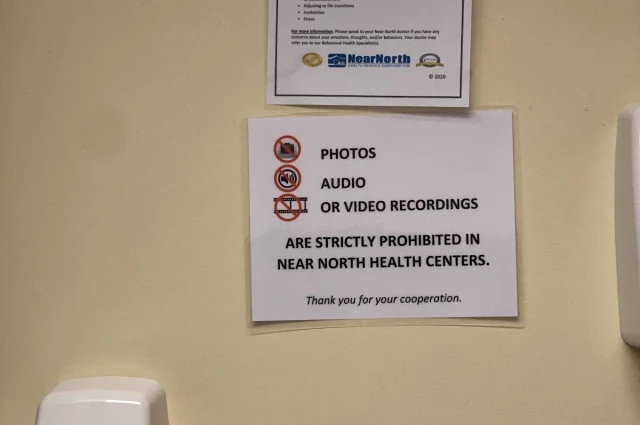 • Adjusting to life transitions
•
• Stress
For more information: Please speak to your Near North doctor if you have any
concerns about your emotions, thoughts, and/or behaviors. Your doctor may
refer you to our Behavioral Health Specialist(s).
NearNorth
HEALTH SERVICE CORPORATION
© 2020
PHOTOS
AUDIO
OR VIDEO RECORDINGS
ARE STRICTLY PROHIBITED IN
NEAR NORTH HEALTH CENTERS.
Thank you for your cooperation.